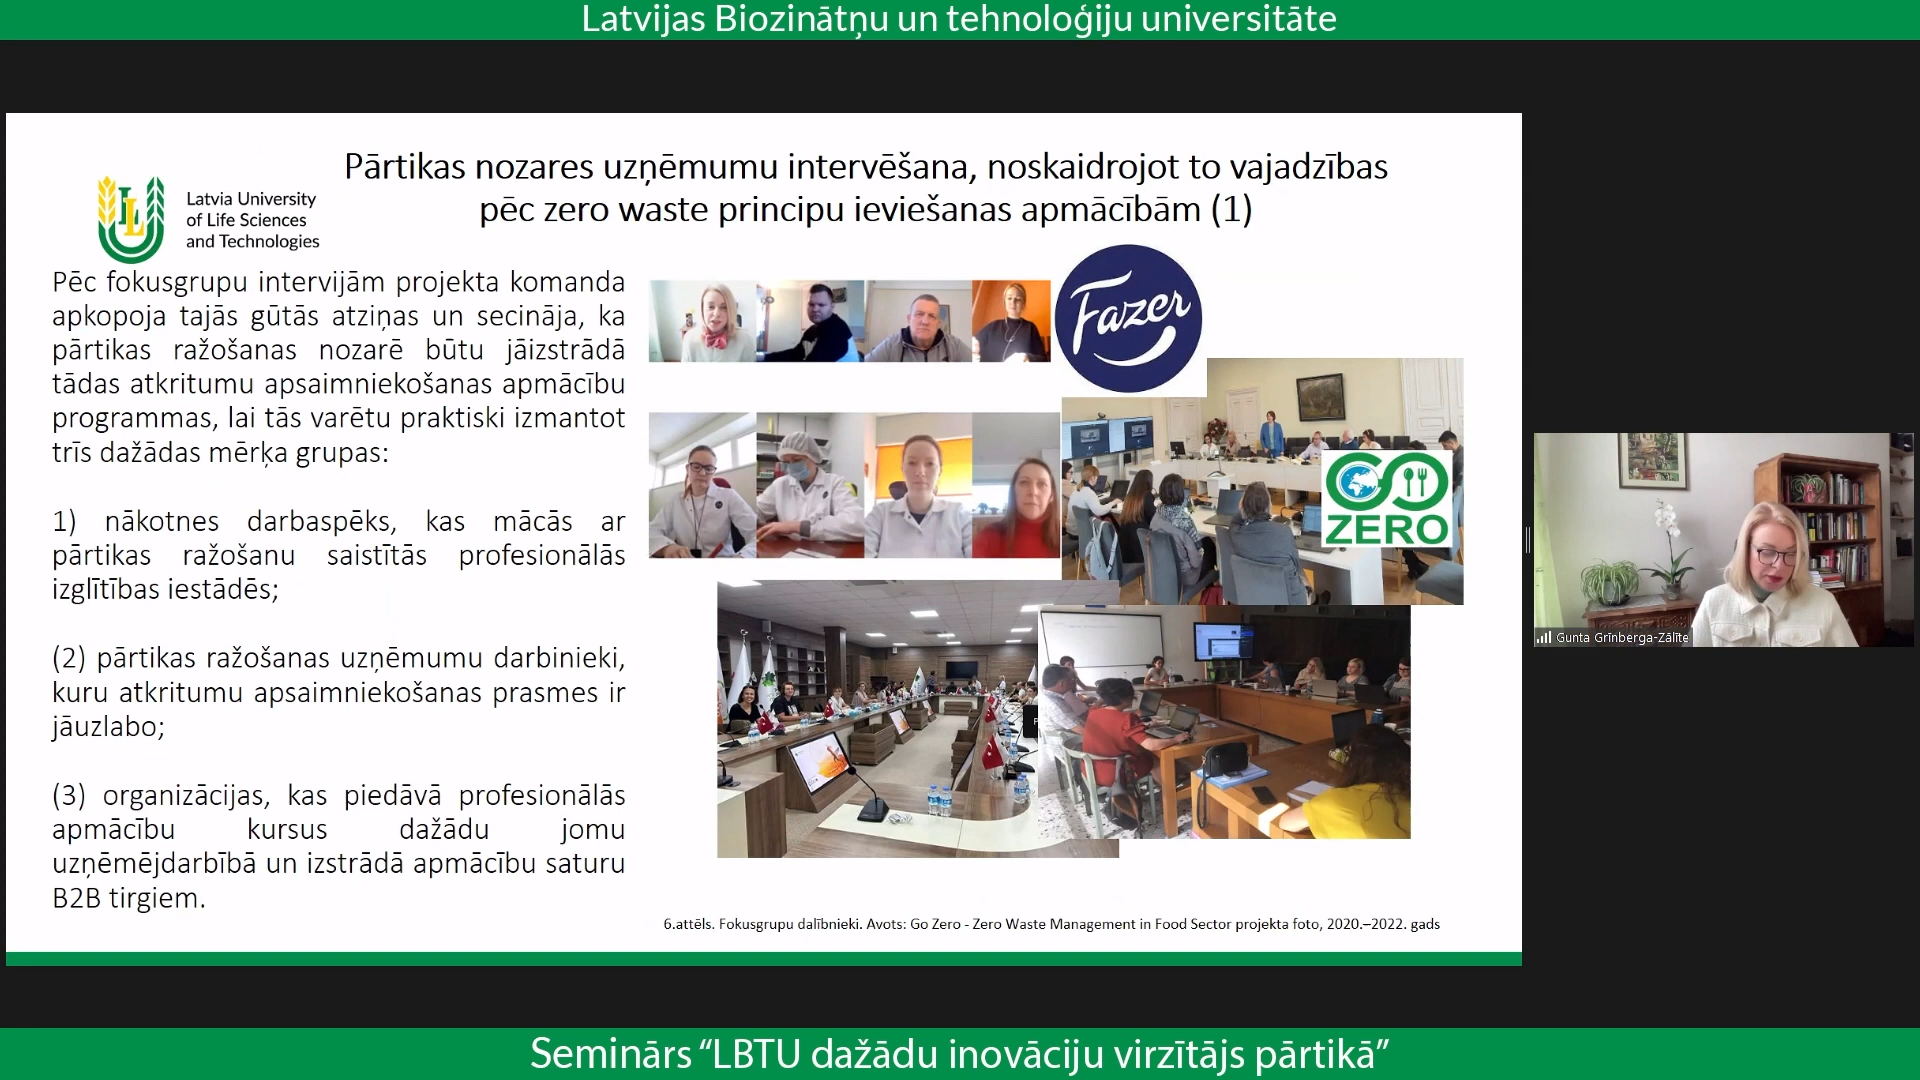 Latvijas Biozinātņu un tehnoloģiju universitāte
Pārtikas nozares uzņēmumu intervēšana, noskaidrojot to vajadzības
pēc zero waste principu ieviešanas apmācībām (1)
Latvia University
of Life Sciences
and Technologies
Pēc fokusgrupu intervijām projekta komanda
apkopoja tajās gūtās atziņas un secināja, ka
pārtikas ražošanas nozarē būtu jāizstrādā
tādas atkritumu apsaimniekošanas apmācību
programmas, lai tās varētu praktiski izmantot
trīs dažādas mērķa grupas:
1) nākotnes darbaspēks, kas mācās ar
pārtikas ražošanu saistītās profesionālās
izglītības iestādēs;
(2) pārtikas ražošanas uzņēmumu darbinieki,
kuru atkritumu apsaimniekošanas prasmes ir
jāuzlabo;
(3) organizācijas, kas piedāvā profesionālās
apmācību kursus dažādu jomu
uzņēmējdarbībā un izstrādā apmācību saturu
B2B tirgiem.
Fazer
GO
ZERO
6.attēls. Fokusgrupu dalībnieki. Avots: Go Zero - Zero Waste Management in Food Sector projekta foto, 2020.–2022. gads
Gunta Grīnberga-Zālīte
Seminārs “LBTU dažādu inovāciju virzītājs pārtikā”